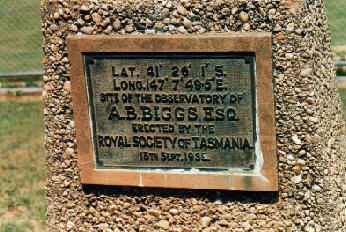 LAT. 41° 26' 1" S.
LONG. 147° 7' 49.5" E.
SITE OF THE OBSERVATORY OF
A.B. BIGGS, ESQ.
ERECTED BY THE
ROYAL SOCIETY OF TASMANIA.
15TH SEPT.